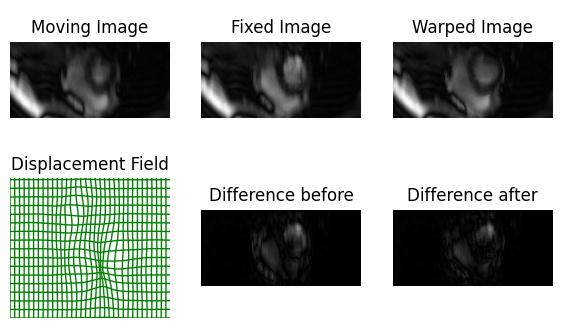 Moving Image
Fixed Image
Warped Image
Displacement Field
Difference before
Difference after